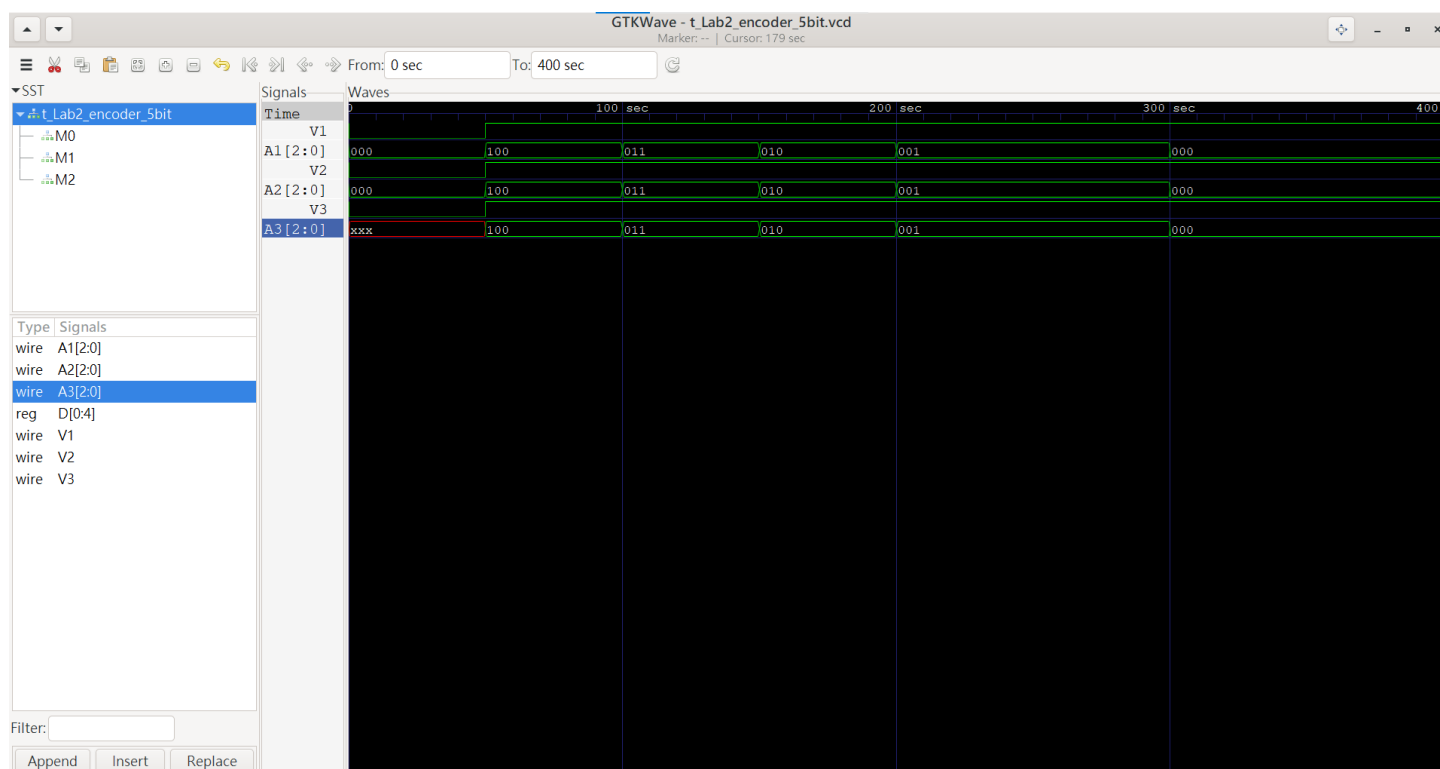 GTKWave - t_Lab2_encoder_5bit.vcd
Marker: -- | Cursor: 179 sec
From: 0 sec To: 400 sec
SST
t_Lab2_encoder_5bit
M0
M1
M2
Type Signals
wire A1[2:0]
wire A2[2:0]
wire A3[2:0]
reg D[0:4]
wire V1
wire V2
wire V3
Filter:
Append Insert Replace
Signals
Time
V1
A1[2:0]
V2
A2[2:0]
V3
A3[2:0]
Waves
0 100 sec 200 sec 300 sec 400
000 100 011 010 001 000
000 100 011 010 001 000
xxx 100 011 010 001 000